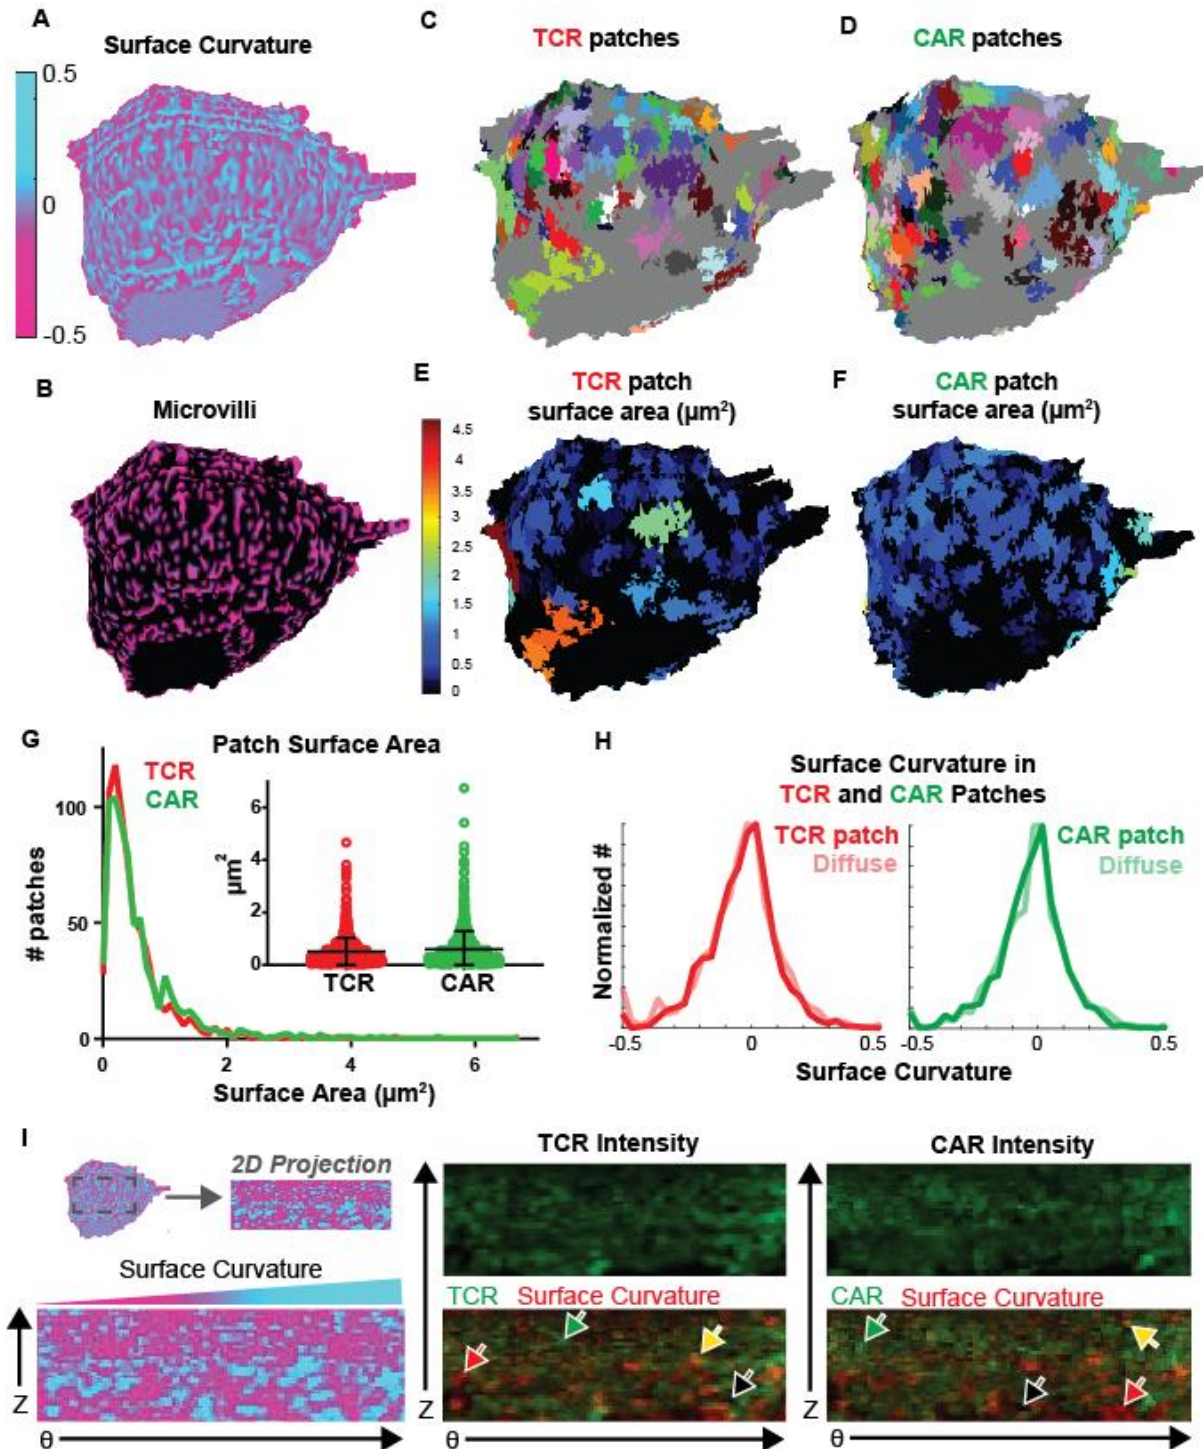 A
Surface Curvature
0.5
0
-0.5
C
TCR patches
D
CAR patches
B
Microvilli
E
TCR patch
surface area (µm²)
4.5
4
3.5
3
2.5
2
1.5
1
0.5
0
F
CAR patch
surface area (µm²)
G
Patch Surface Area
TCR
CAR
# patches
100
50
0
0
2
4
6
Surface Area (µm²)
µm²
6
4
2
0
TCR
CAR
H
Surface Curvature in
TCR and CAR Patches
Normalized #
TCR patch
Diffuse
-0.5
0
0.5
CAR patch
Diffuse
-0.5
0
0.5
Surface Curvature
I
2D Projection
Surface Curvature
Z
θ
TCR Intensity
TCR Surface Curvature
Z
θ
CAR Intensity
CAR Surface Curvature
Z
θ